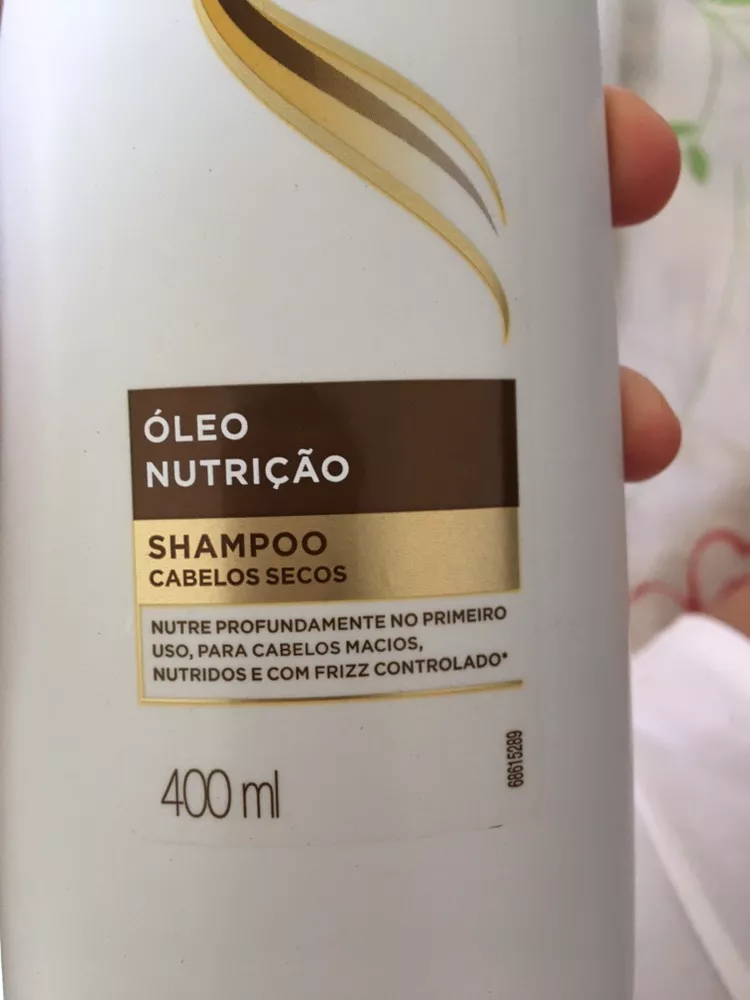 ÓLEO
NUTRIÇÃO
SHAMPOO
CABELOS SECOS
NUTRE PROFUNDAMENTE NO PRIMEIRO
USO, PARA CABELOS MACIOS,
NUTRIDOS E COM FRIZZ CONTROLADO*
400 ml
68615289